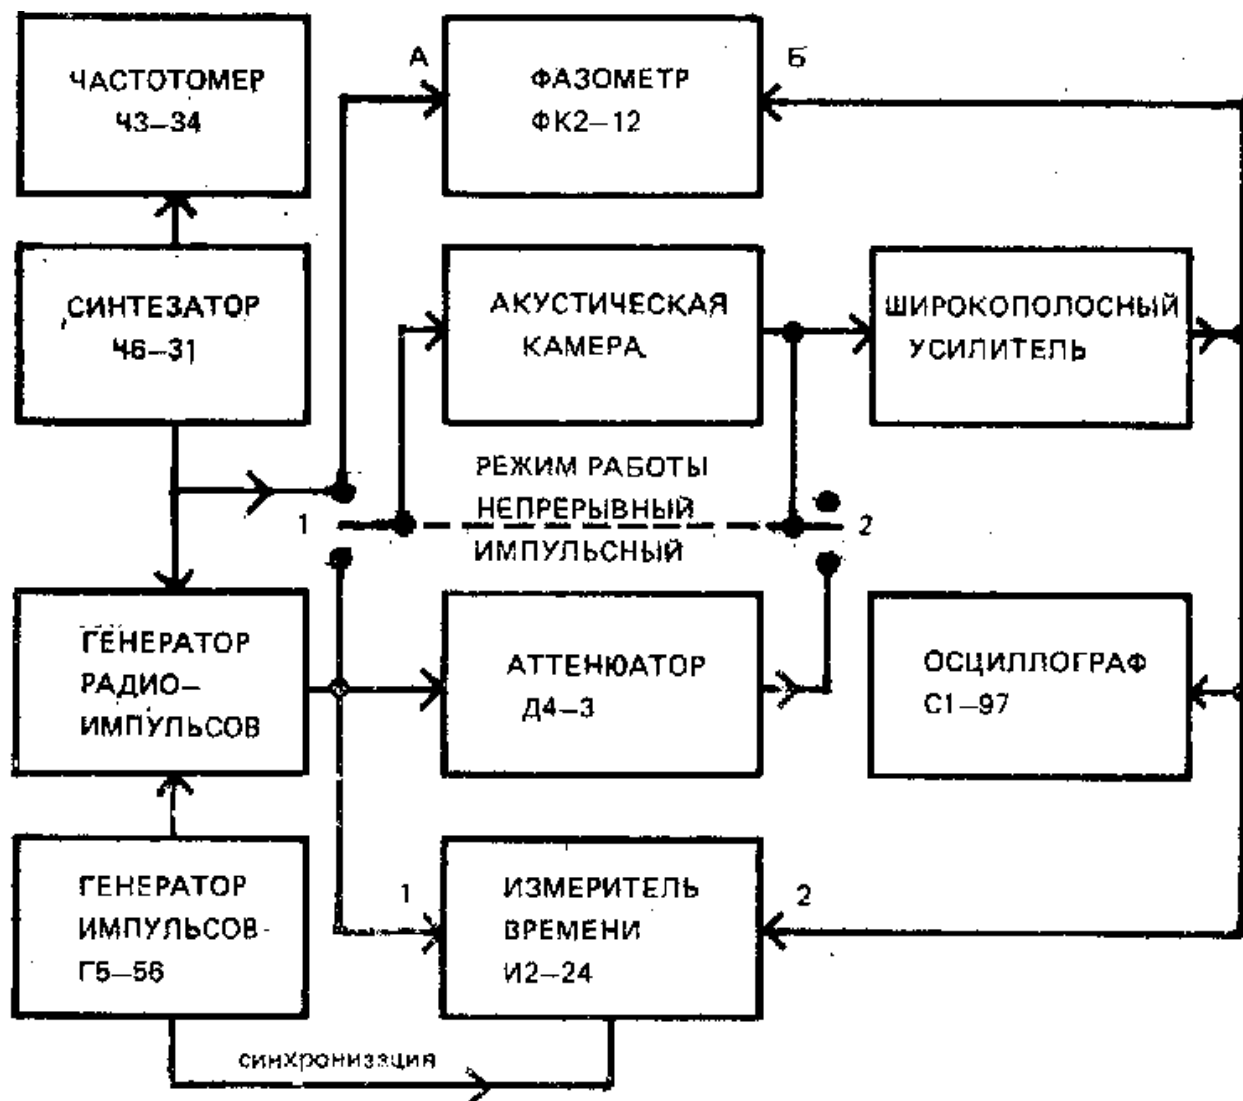 ЧАСТОТОМЕР
Ч3–34
А
ФАЗОМЕТР
ФК2–12
Б
СИНТЕЗАТОР
Ч6–31
АКУСТИЧЕСКАЯ
КАМЕРА
ШИРОКОПОЛОСНЫЙ
УСИЛИТЕЛЬ
РЕЖИМ РАБОТЫ
1
НЕПРЕРЫВНЫЙ
2
ИМПУЛЬСНЫЙ
ГЕНЕРАТОР
РАДИО–
ИМПУЛЬСОВ
АТТЕНЮАТОР
Д4–3
ОСЦИЛЛОГРАФ
С1–97
ГЕНЕРАТОР
ИМПУЛЬСОВ
Г5–56
1
ИЗМЕРИТЕЛЬ
ВРЕМЕНИ
И2–24
2
синхронизация